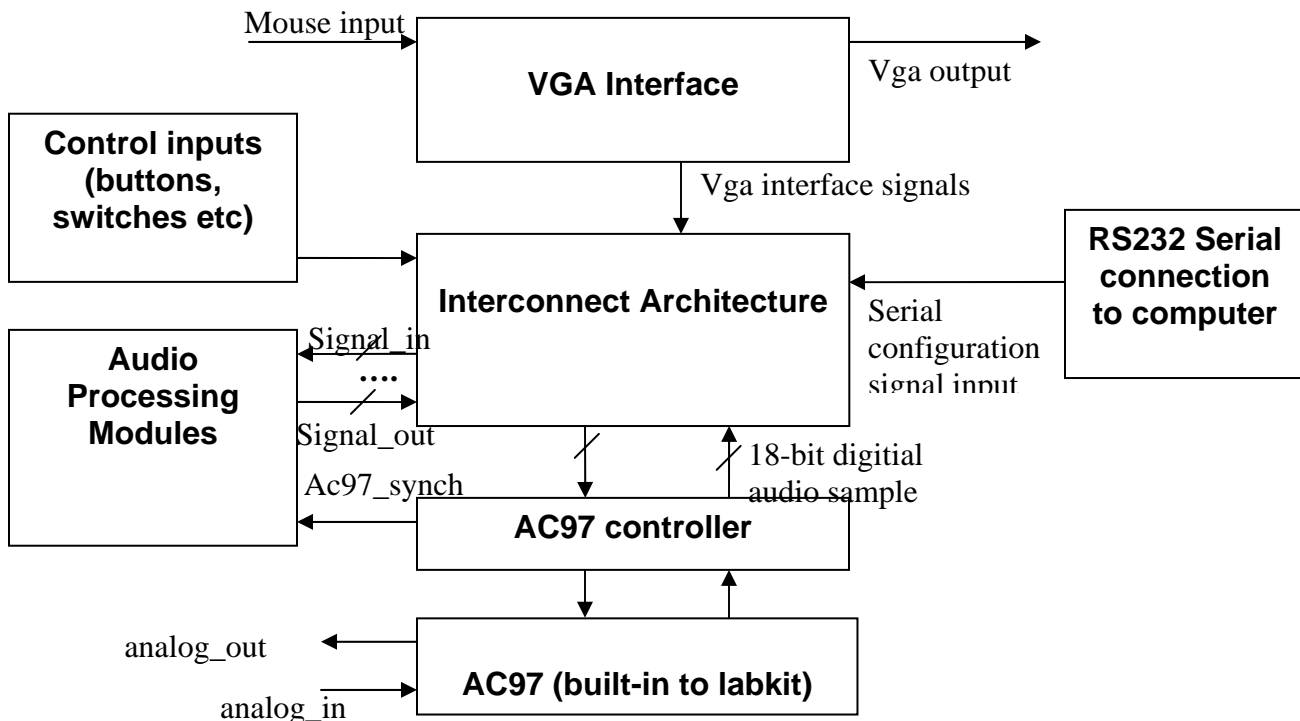 Mouse input
VGA Interface
Vga output
Control inputs
(buttons,
switches etc)
Vga interface signals
RS232 Serial
connection
to computer
Interconnect Architecture
Serial
configuration
signal input
Audio
Processing
Modules
Signal_in
....
Signal_out
18-bit digitial
audio sample
Ac97_synch
AC97 controller
analog_out
AC97 (built-in to labkit)
analog_in